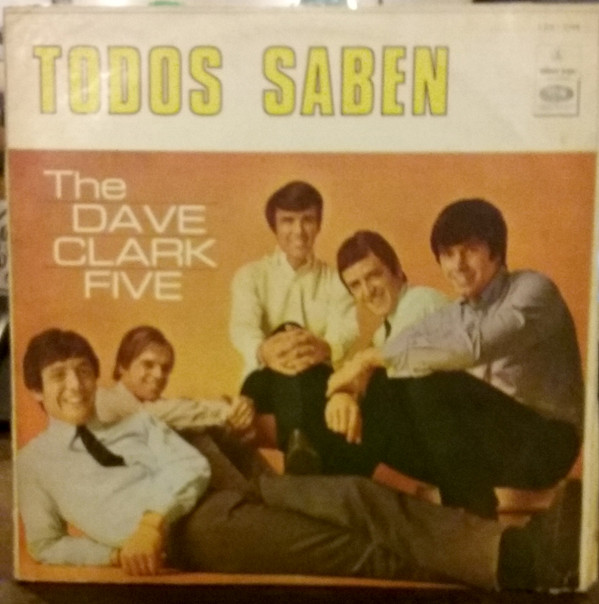 TODOS SABEN
The
DAVE
CLARK
FIVE